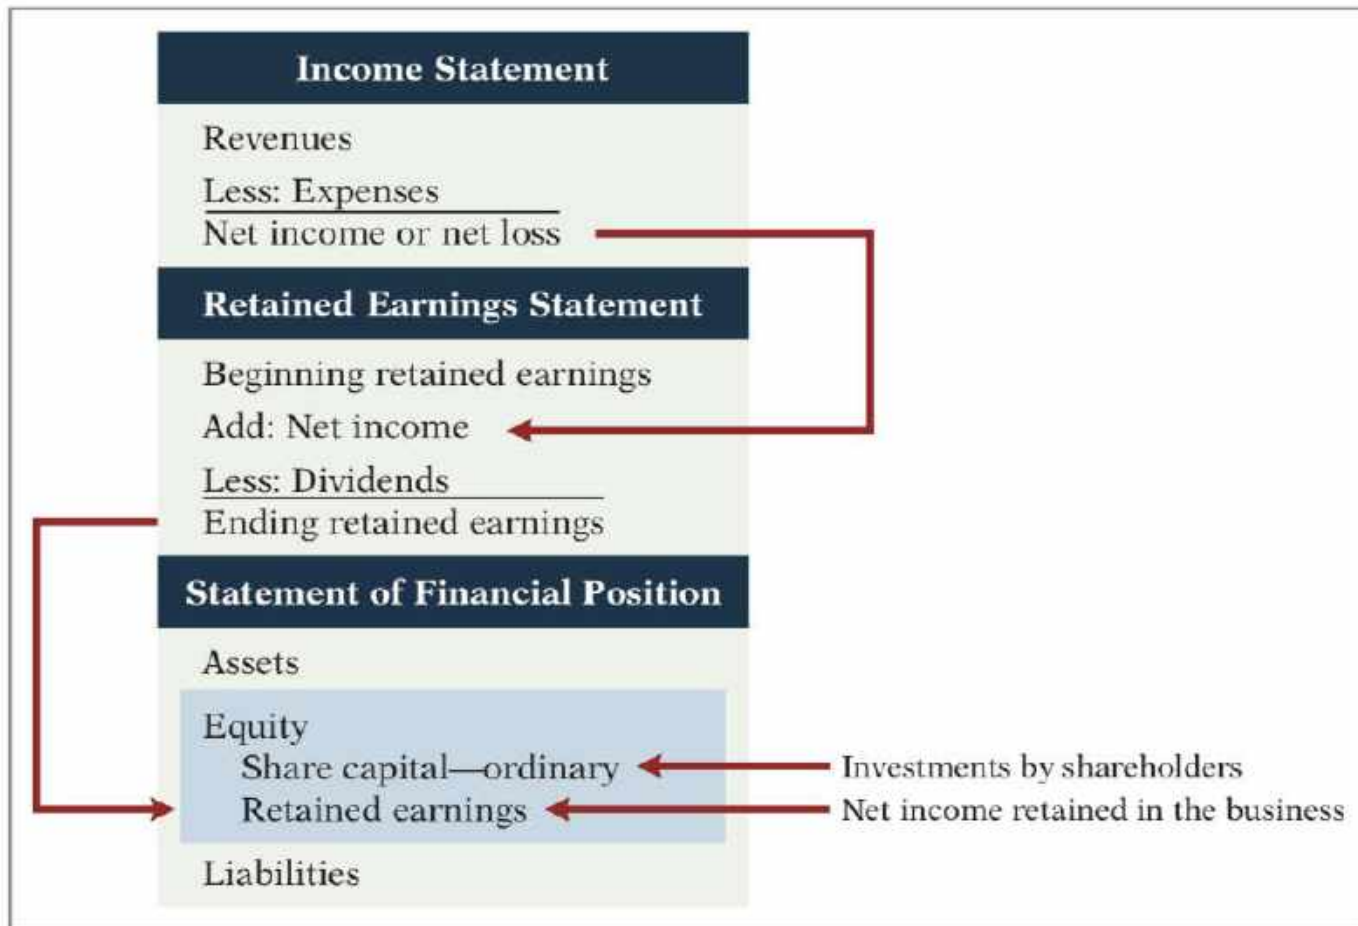 Income Statement
Revenues
Less: Expenses
Net income or net loss
Retained Earnings Statement
Beginning retained earnings
Add: Net income
Less: Dividends
Ending retained earnings
Statement of Financial Position
Assets
Equity
Share capital—ordinary
Investments by shareholders
Retained earnings
Net income retained in the business
Liabilities